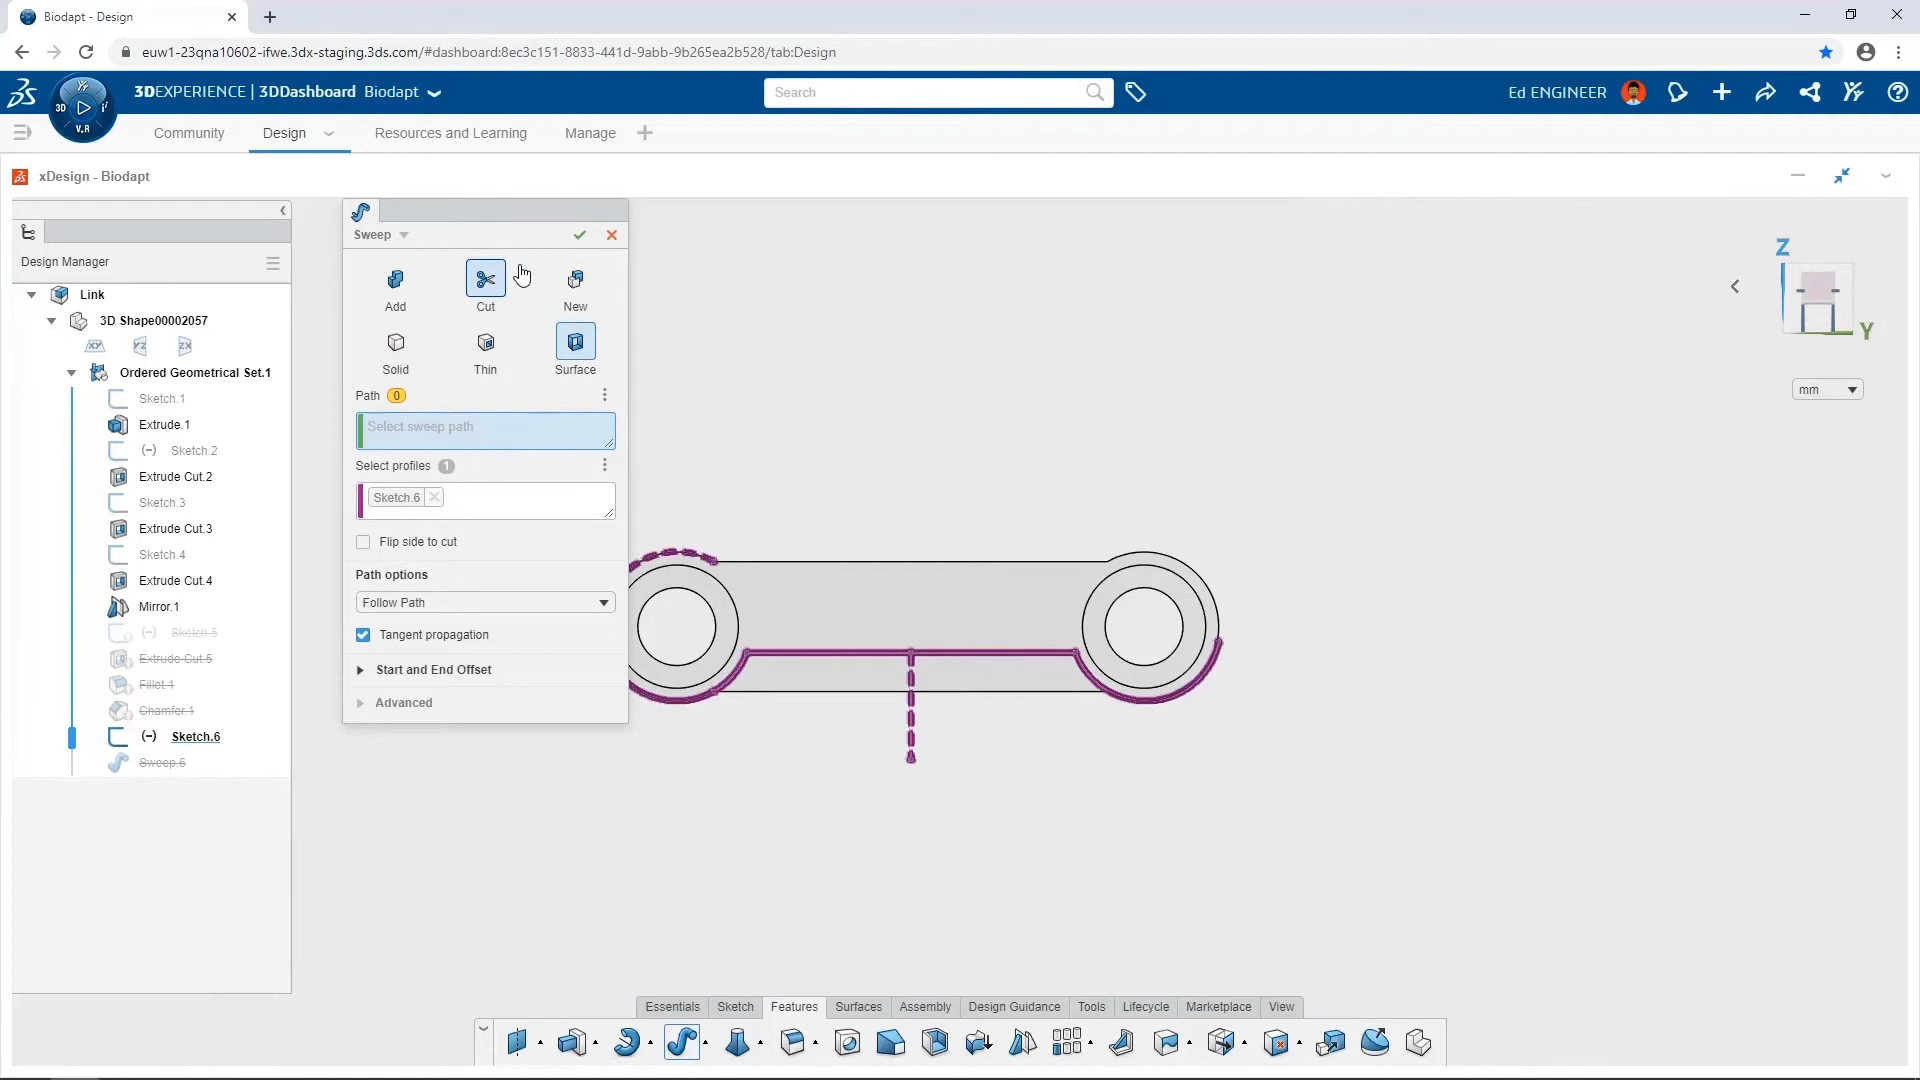 Biodapt - Design
euw1-23qna10602-ifwe.3dx-staging.3ds.com/#dashboard:8ec3c151-8833-441d-9abb-9b265ea2b528/tab:Design
3D
V.R
3DEXPERIENCE | 3DDashboard Biodapt
Search
Ed ENGINEER
Community
Design
Resources and Learning
Manage
xDesign - Biodapt
Design Manager
Link
3D Shape00002057
XY
YZ
ZX
Ordered Geometrical Set.1
Sketch.1
Extrude.1
(-) Sketch.2
Extrude Cut.2
Sketch.3
Extrude Cut.3
Sketch.4
Extrude Cut.4
Mirror.1
(-) Sketch.5
Extrude Cut.5
Fillet.1
Chamfer.1
(-) Sketch.6
Sweep.6
Sweep
Add
Cut
New
Solid
Thin
Surface
Path 0
Select sweep path
Select profiles 1
Sketch.6
Flip side to cut
Path options
Follow Path
Tangent propagation
Start and End Offset
Advanced
Z
Y
mm
Essentials
Sketch
Features
Surfaces
Assembly
Design Guidance
Tools
Lifecycle
Marketplace
View